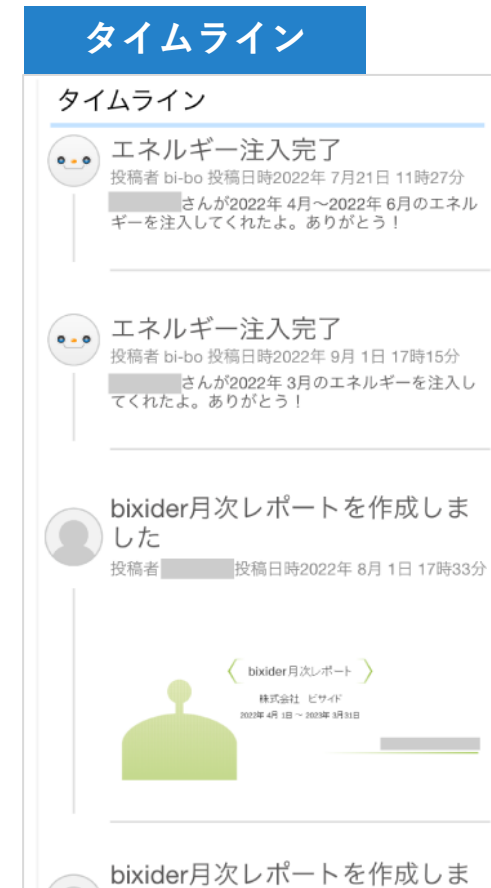 タイムライン
タイムライン
エネルギー注入完了
投稿者 bi-bo 投稿日時2022年 7月21日 11時27分
さんが2022年 4月〜2022年 6月のエネル
ギーを注入してくれたよ。ありがとう！
エネルギー注入完了
投稿者 bi-bo 投稿日時2022年 9月 1日 17時15分
さんが2022年 3月のエネルギーを注入し
てくれたよ。ありがとう！
bixider月次レポートを作成しま
した
投稿者 投稿日時2022年 8月 1日 17時33分
bixider月次レポート
株式会社 ビサイド
2022年 4月 1日 〜 2023年 3月31日
bixider月次レポートを作成しま